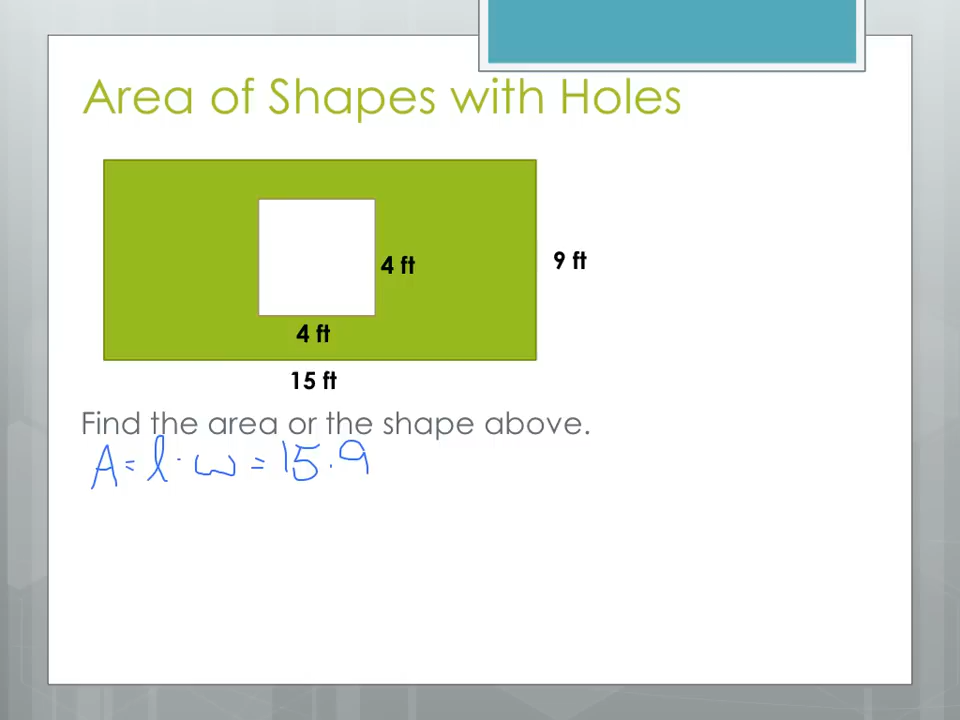 Area of Shapes with Holes
4 ft
9 ft
4 ft
15 ft
Find the area or the shape above.
A = l · w = 15 · 9